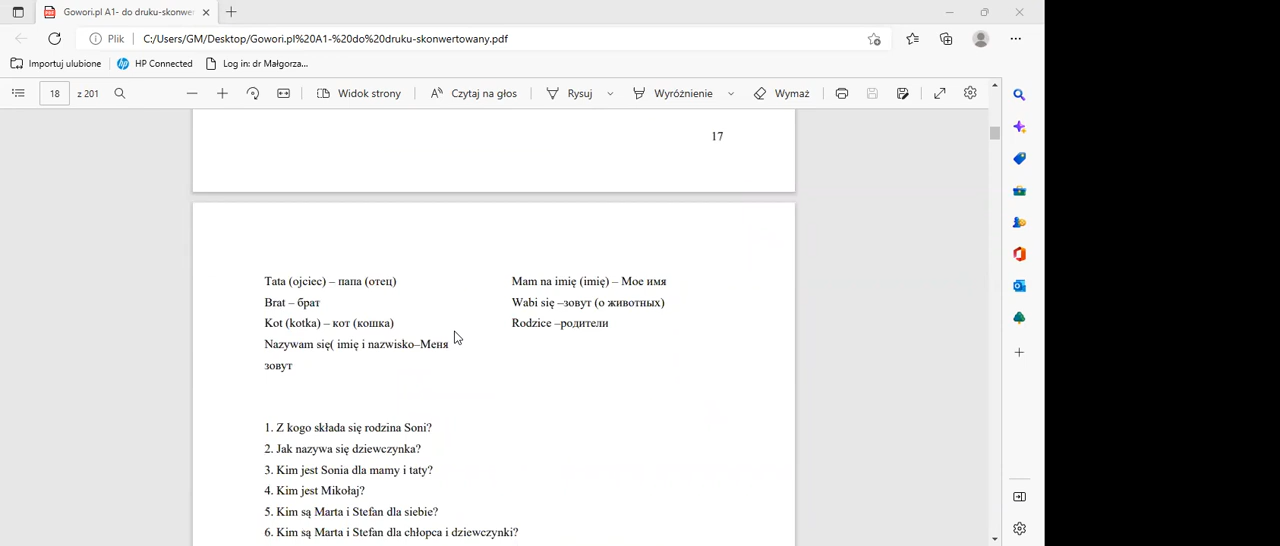 Gowori.pl A1- do druku-skonwe
Plik
C:/Users/GM/Desktop/Gowori.pl%20A1-%20do%20druku-skonwertowany.pdf
Importuj ulubione
HP Connected
Log in: dr Małgorza...
18 z 201
Widok strony
Czytaj na głos
Rysuj
Wyróżnienie
Wymaż
17
Tata (ojciec) – папа (отец)
Brat – брат
Kot (kotka) – кот (кошка)
Nazywam się( imię i nazwisko–Меня
зовут
Mam na imię (imię) – Мое имя
Wabi się –зовут (о животных)
Rodzice –родители
1. Z kogo składa się rodzina Soni?
2. Jak nazywa się dziewczynka?
3. Kim jest Sonia dla mamy i taty?
4. Kim jest Mikołaj?
5. Kim są Marta i Stefan dla siebie?
6. Kim są Marta i Stefan dla chłopca i dziewczynki?